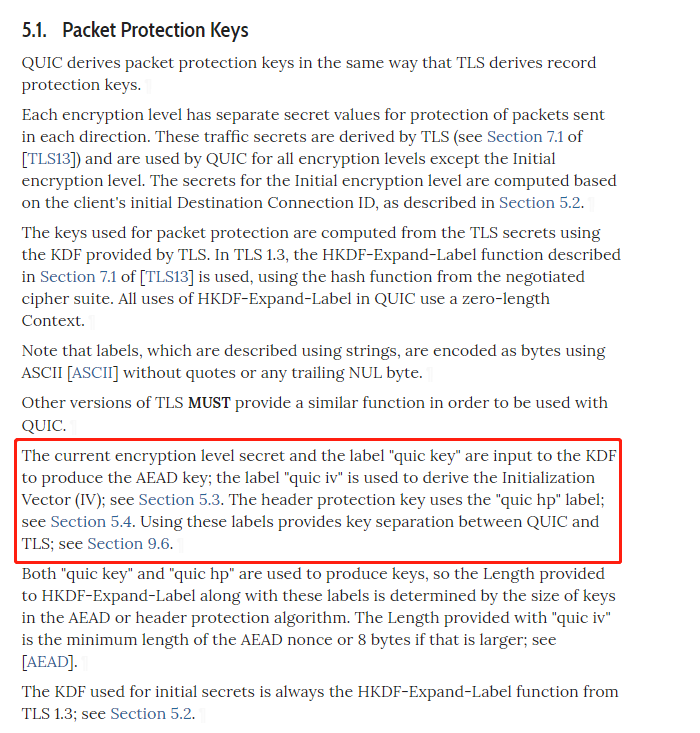 5.1. Packet Protection Keys
QUIC derives packet protection keys in the same way that TLS derives record
protection keys.
Each encryption level has separate secret values for protection of packets sent
in each direction. These traffic secrets are derived by TLS (see Section 7.1 of
[TLS13]) and are used by QUIC for all encryption levels except the Initial
encryption level. The secrets for the Initial encryption level are computed based
on the client's initial Destination Connection ID, as described in Section 5.2.
The keys used for packet protection are computed from the TLS secrets using
the KDF provided by TLS. In TLS 1.3, the HKDF-Expand-Label function described
in Section 7.1 of [TLS13] is used, using the hash function from the negotiated
cipher suite. All uses of HKDF-Expand-Label in QUIC use a zero-length
Context.
Note that labels, which are described using strings, are encoded as bytes using
ASCII [ASCII] without quotes or any trailing NUL byte.
Other versions of TLS MUST provide a similar function in order to be used with
QUIC.
The current encryption level secret and the label "quic key" are input to the KDF
to produce the AEAD key; the label "quic iv" is used to derive the Initialization
Vector (IV); see Section 5.3. The header protection key uses the "quic hp" label;
see Section 5.4. Using these labels provides key separation between QUIC and
TLS; see Section 9.6.
Both "quic key" and "quic hp" are used to produce keys, so the Length provided
to HKDF-Expand-Label along with these labels is determined by the size of keys
in the AEAD or header protection algorithm. The Length provided with "quic iv"
is the minimum length of the AEAD nonce or 8 bytes if that is larger; see
[AEAD].
The KDF used for initial secrets is always the HKDF-Expand-Label function from
TLS 1.3; see Section 5.2.